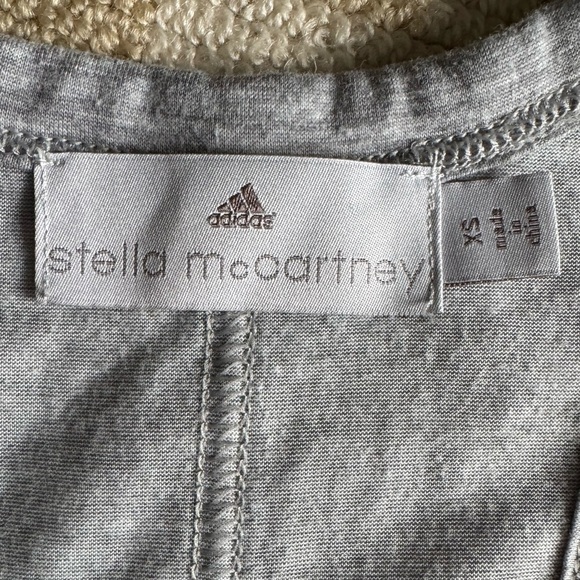 adidas
stella mccartney
XS
made
in
china